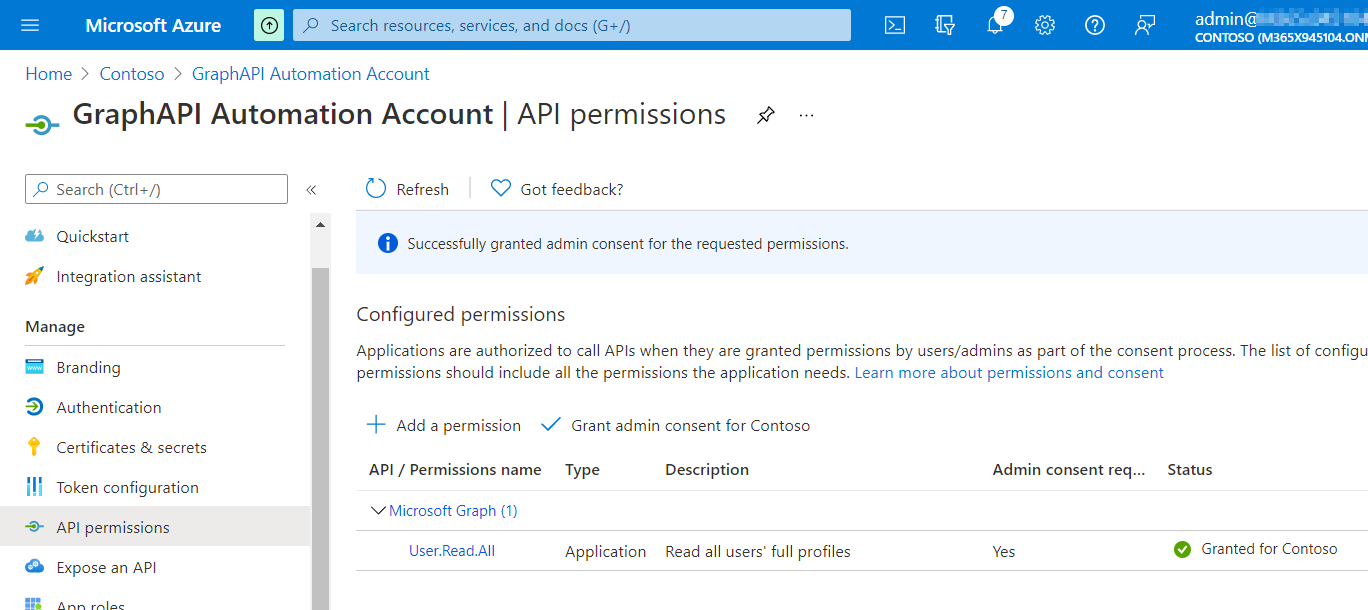 Microsoft Azure
Search resources, services, and docs (G+/)
7
admin@
CONTOSO (M365X945104.ON
Home > Contoso > GraphAPI Automation Account
GraphAPI Automation Account | API permissions
...
Search (Ctrl+/)
«
Refresh
Got feedback?
Quickstart
Integration assistant
Manage
Branding
Authentication
Certificates & secrets
Token configuration
API permissions
Expose an API
App roles
Successfully granted admin consent for the requested permissions.
Configured permissions
Applications are authorized to call APIs when they are granted permissions by users/admins as part of the consent process. The list of configu
permissions should include all the permissions the application needs. Learn more about permissions and consent
Add a permission
Grant admin consent for Contoso
API / Permissions name Type Description Admin consent req... Status
Microsoft Graph (1)
User.Read.All Application Read all users' full profiles Yes Granted for Contoso